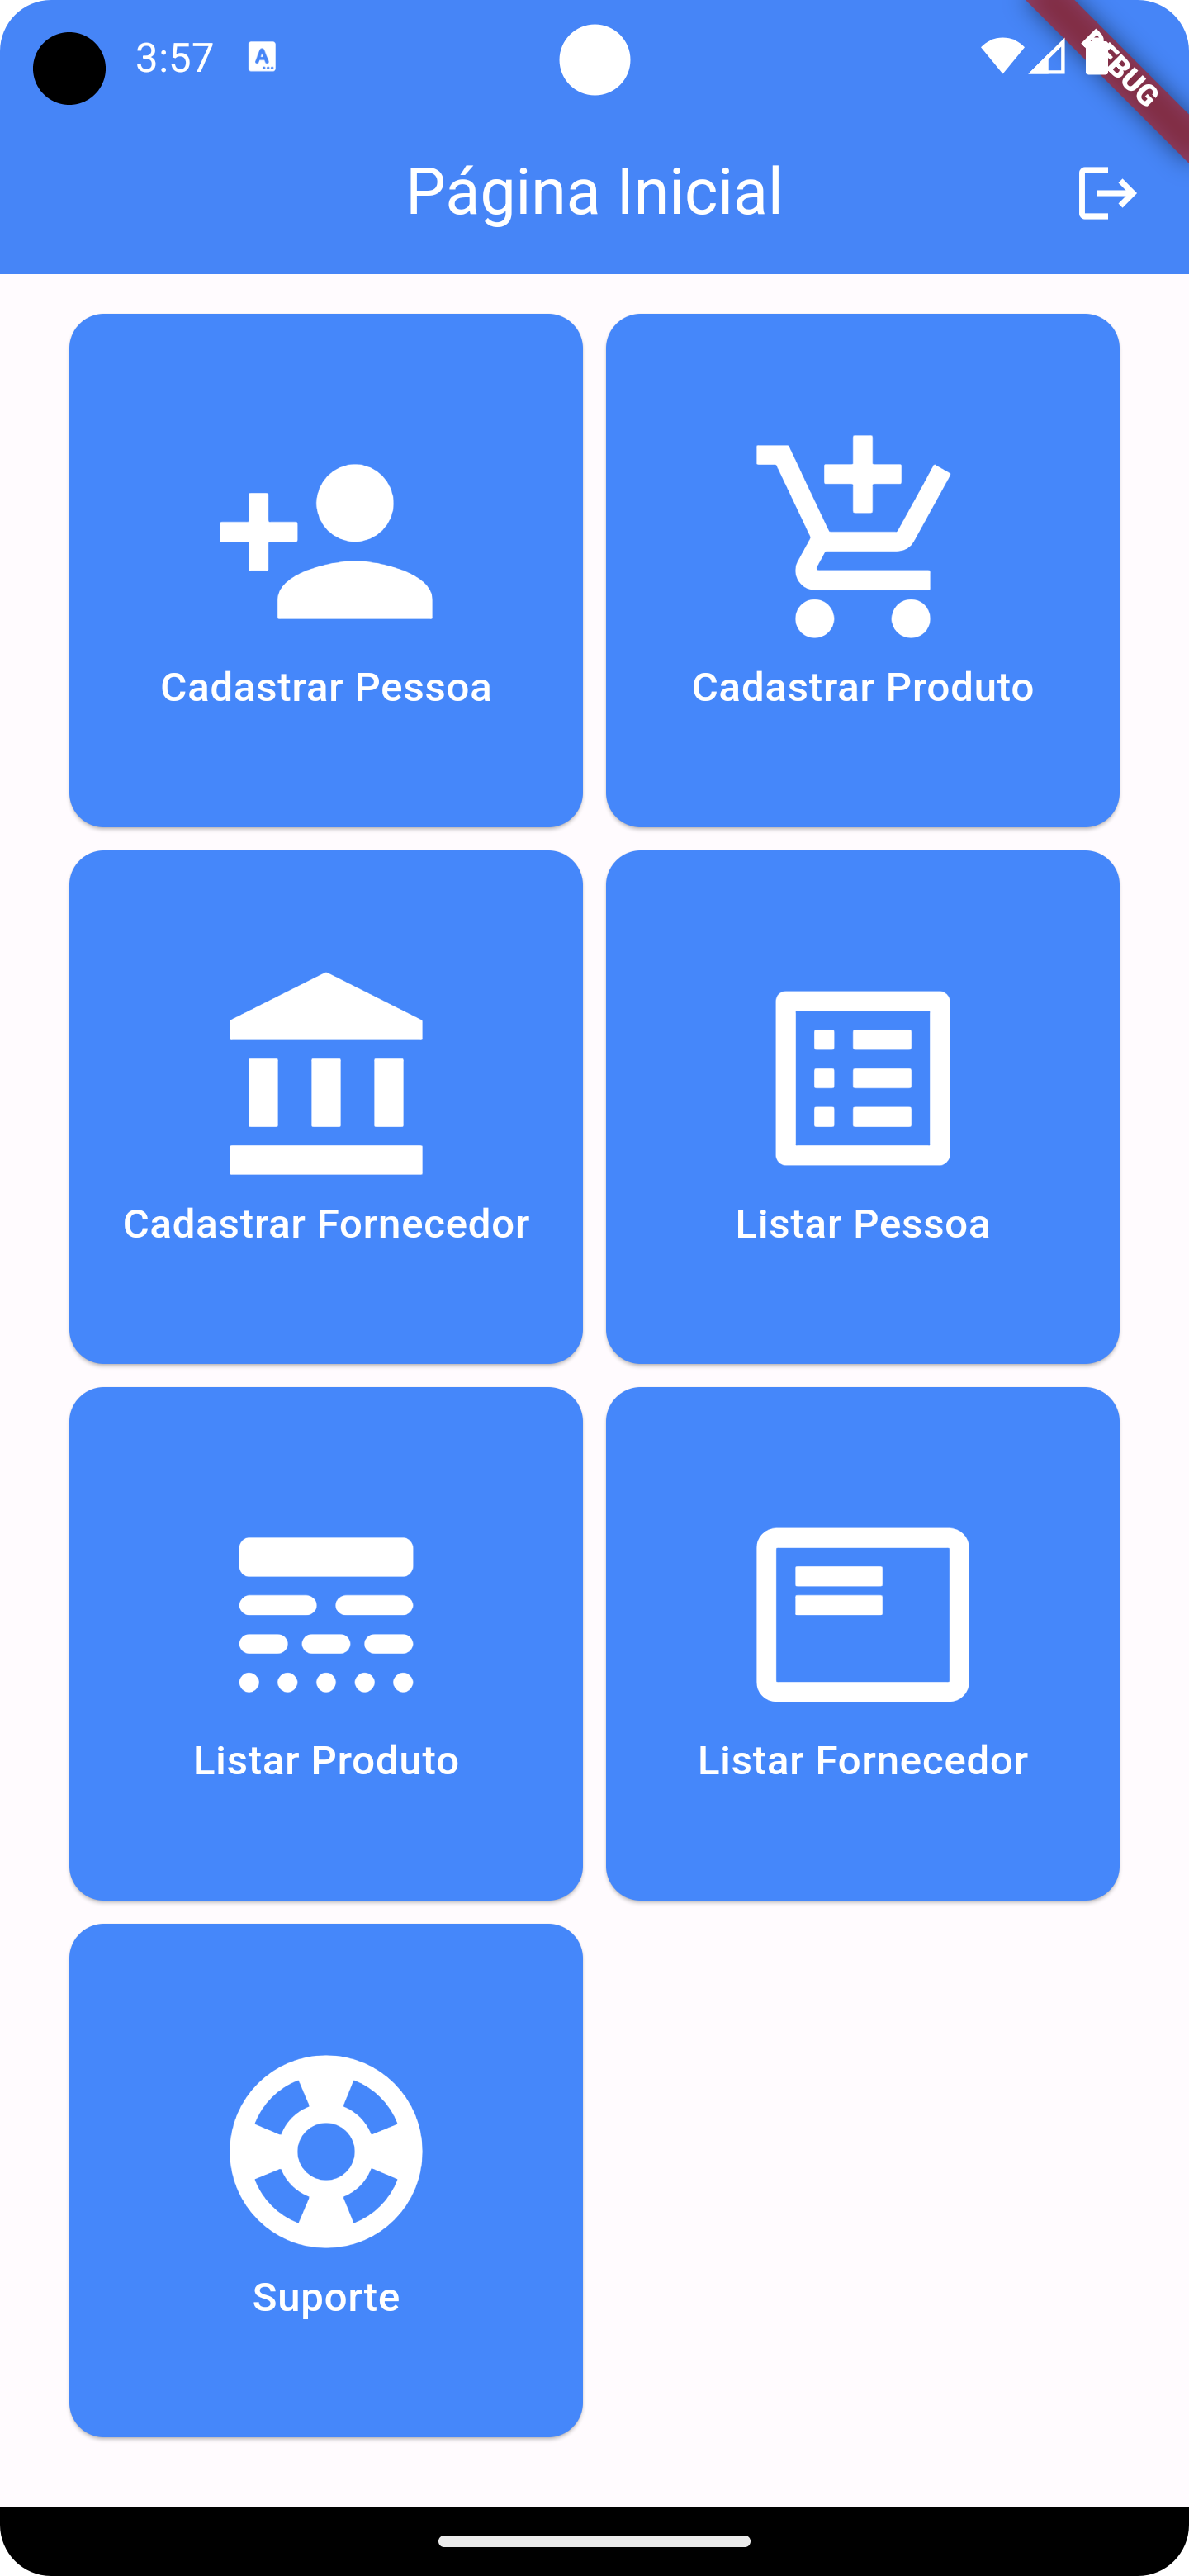 3:57
DEBUG
Página Inicial
Cadastrar Pessoa
Cadastrar Produto
Cadastrar Fornecedor
Listar Pessoa
Listar Produto
Listar Fornecedor
Suporte